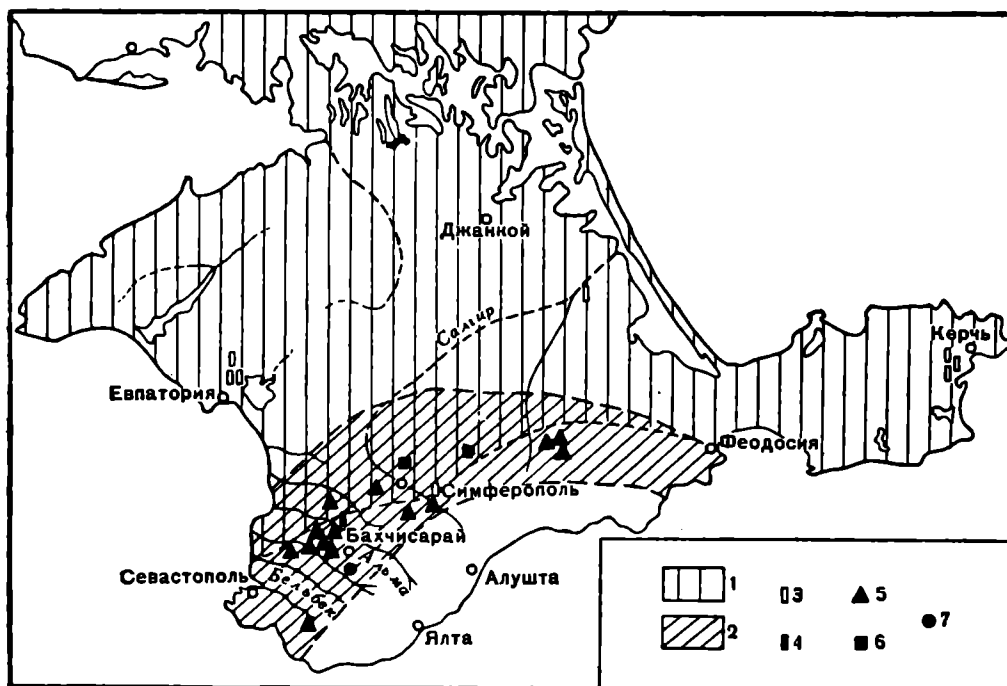 Джанкой
Салгир
Керчь
Евпатория
Феодосия
Симферополь
Бахчисарай
Альма
Севастополь
Бельбек
Алушта
Ялта
1 3 5
7
2 4 6